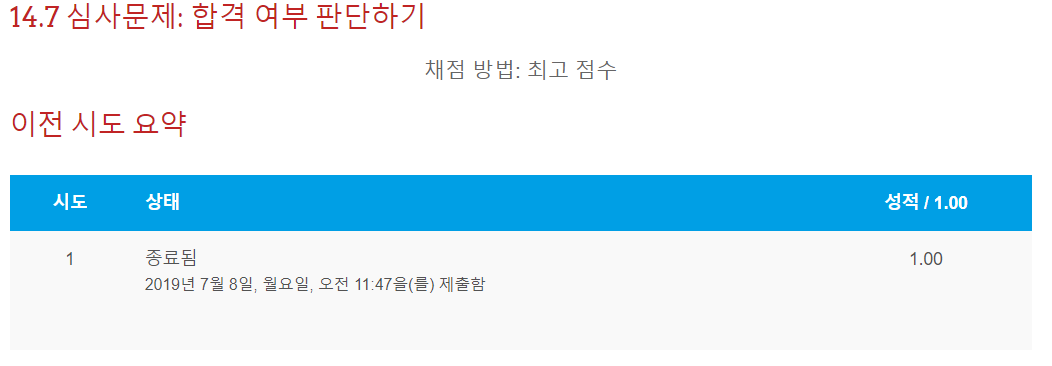 14.7 심사문제: 합격 여부 판단하기
채점 방법: 최고 점수
이전 시도 요약
시도 상태 성적 / 1.00
1 종료됨 1.00
2019년 7월 8일, 월요일, 오전 11:47을(를) 제출함